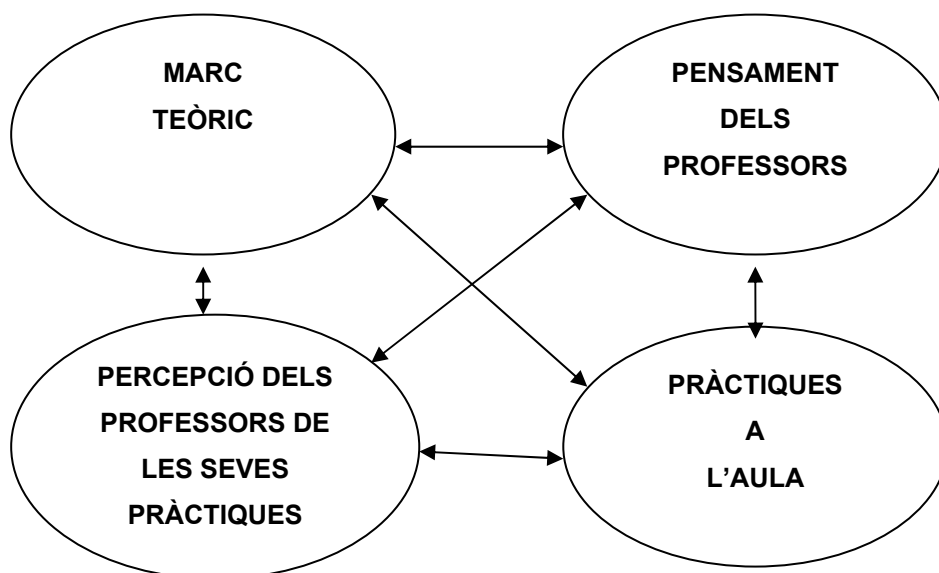 MARC
TEÒRIC
PENSAMENT
DELS
PROFESSORS
PERCEPCIÓ DELS
PROFESSORS DE
LES SEVES
PRÀCTIQUES
PRÀCTIQUES
A
L’AULA